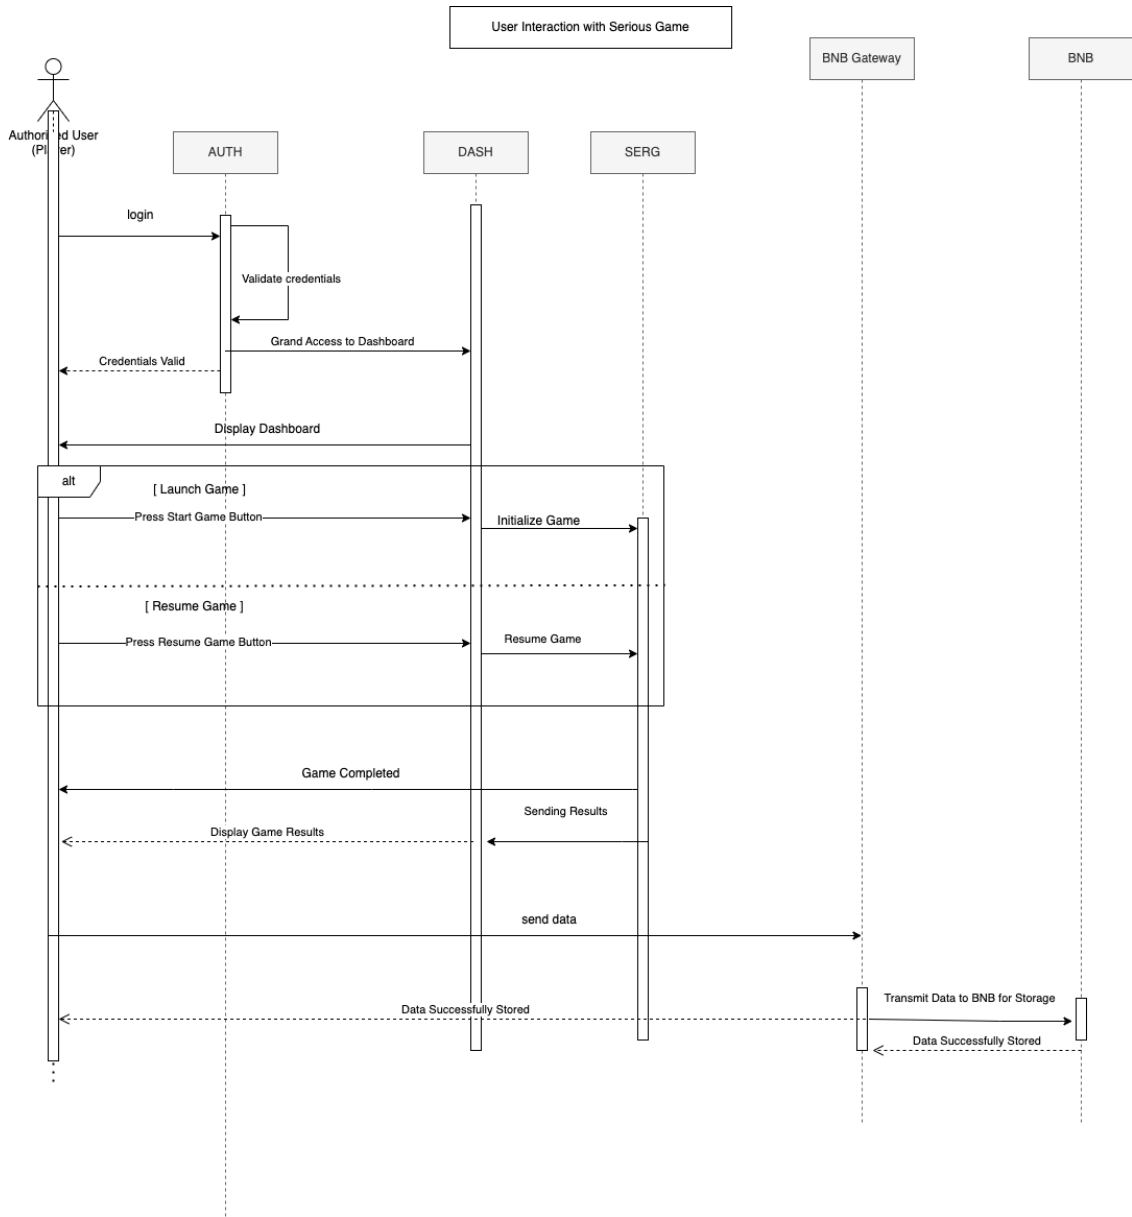 User Interaction with Serious Game
BNB Gateway
BNB
Authorized User
(Player)
AUTH
DASH
SERG
login
Validate credentials
Grand Access to Dashboard
Credentials Valid
Display Dashboard
alt
[ Launch Game ]
Press Start Game Button
Initialize Game
[ Resume Game ]
Press Resume Game Button
Resume Game
Game Completed
Sending Results
Display Game Results
send data
Transmit Data to BNB for Storage
Data Successfully Stored
Data Successfully Stored